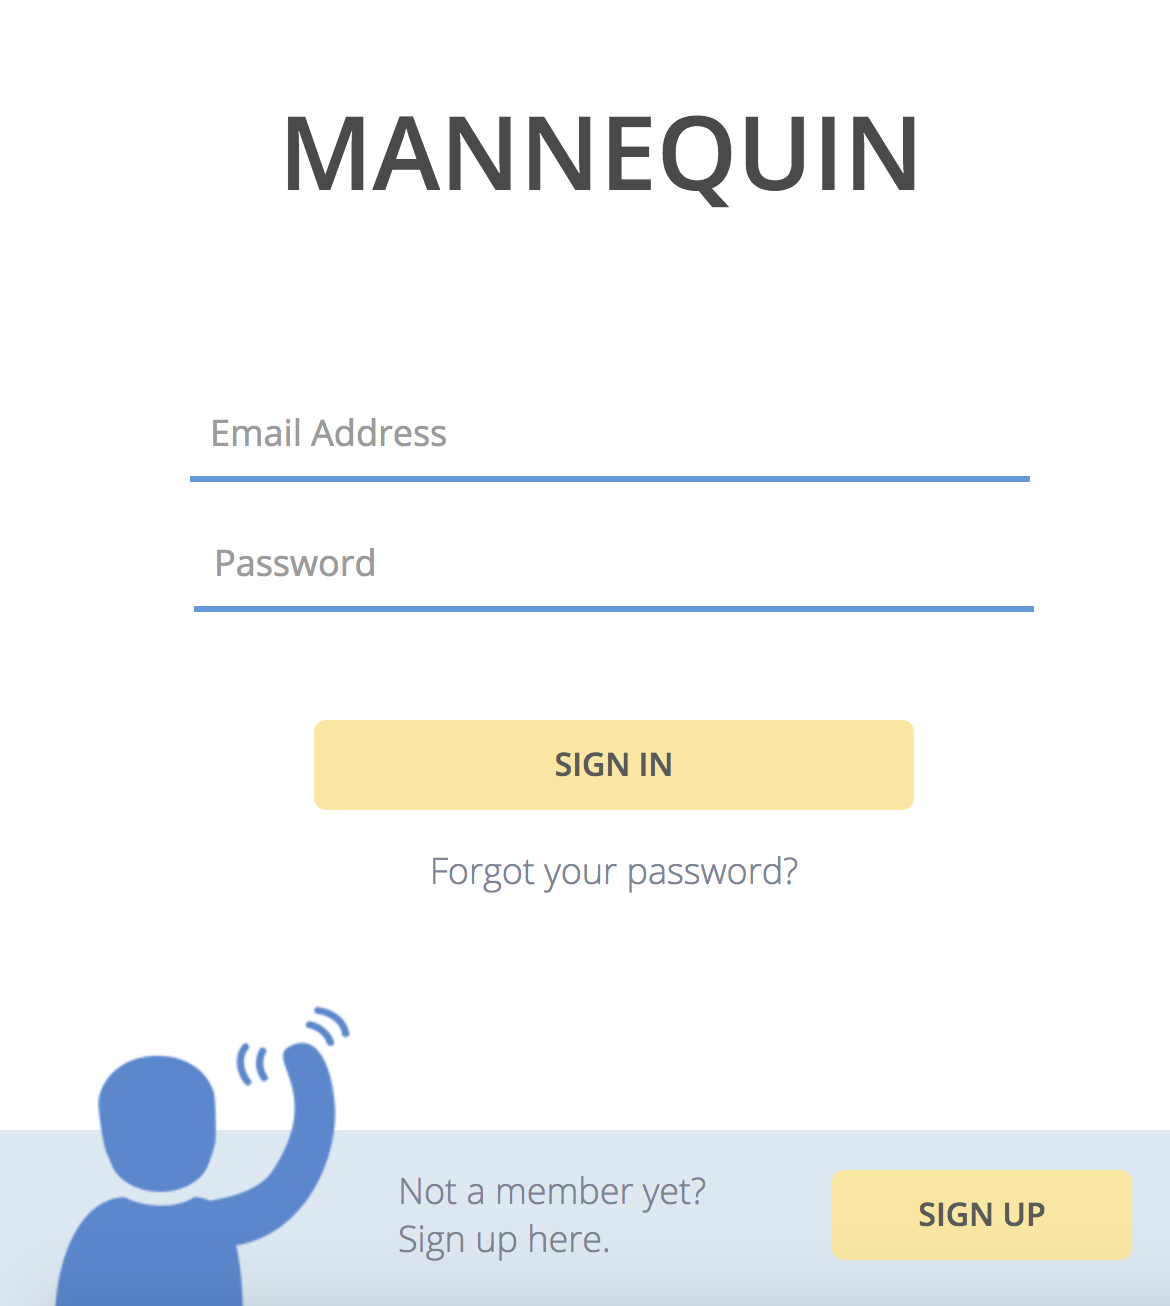 MANNEQUIN
Email Address
Password
SIGN IN
Forgot your password?
Not a member yet?
Sign up here.
SIGN UP